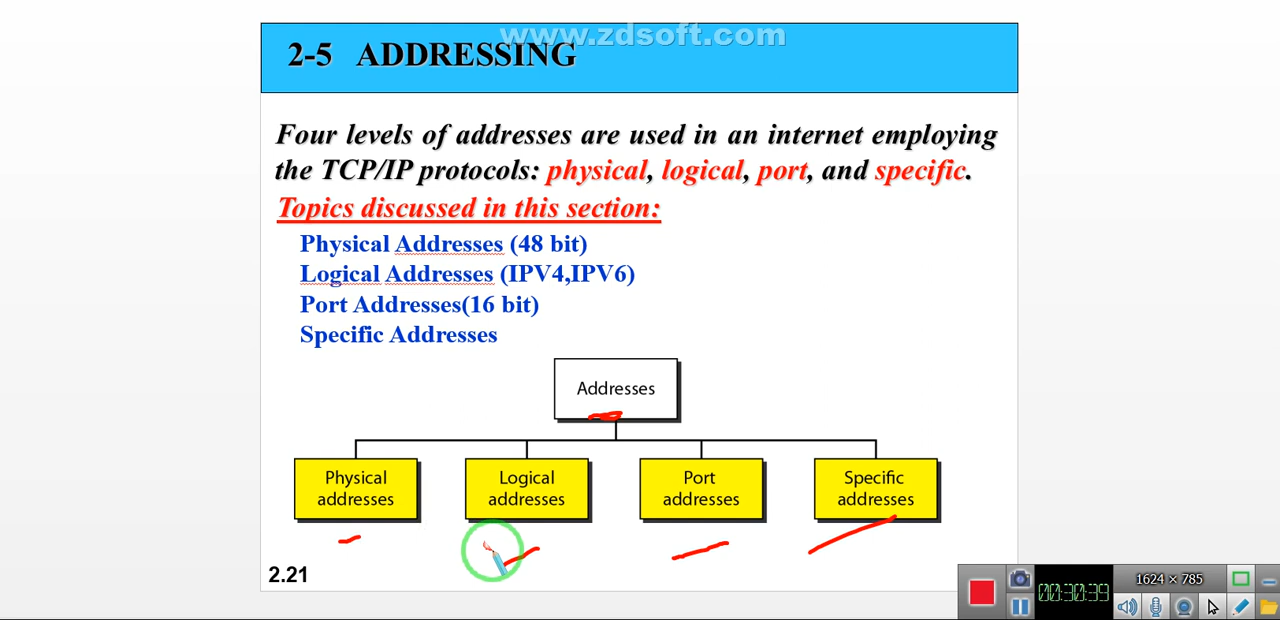 www.zdsoft.com
2-5 ADDRESSING
Four levels of addresses are used in an internet employing
the TCP/IP protocols: physical, logical, port, and specific.
Topics discussed in this section:
Physical Addresses (48 bit)
Logical Addresses (IPV4,IPV6)
Port Addresses(16 bit)
Specific Addresses
Addresses
Physical
addresses
Logical
addresses
Port
addresses
Specific
addresses
2.21
1624 × 785
00:30:39